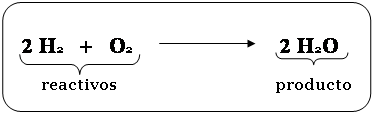 2 H₂ + O₂ → 2 H₂O
reactivos producto